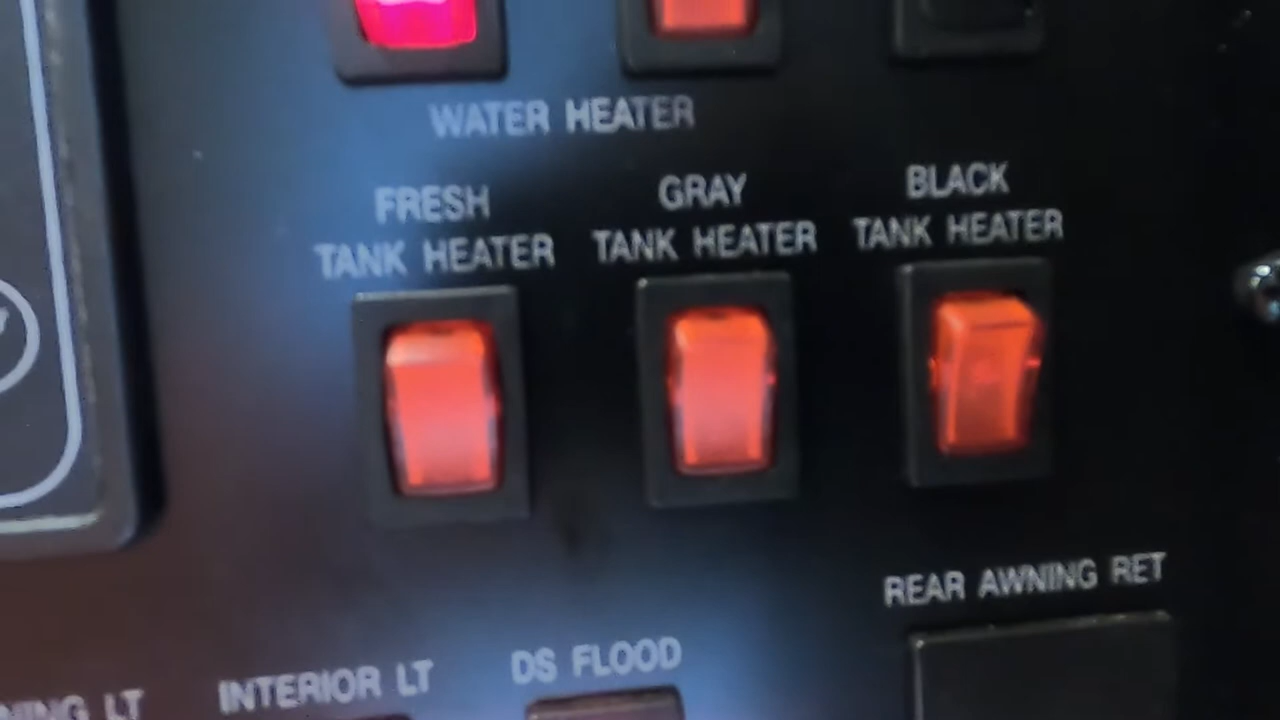 WATER HEATER
FRESH
TANK HEATER
GRAY
TANK HEATER
BLACK
TANK HEATER
REAR AWNING RET
DS FLOOD
INTERIOR LT
LT